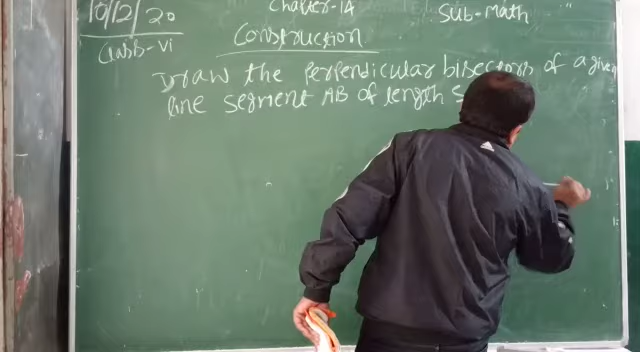 10/12/20 Chapter-14 Sub-Math
Class-VI Construction
Draw the perpendicular bisectors of a given
line segment AB of length